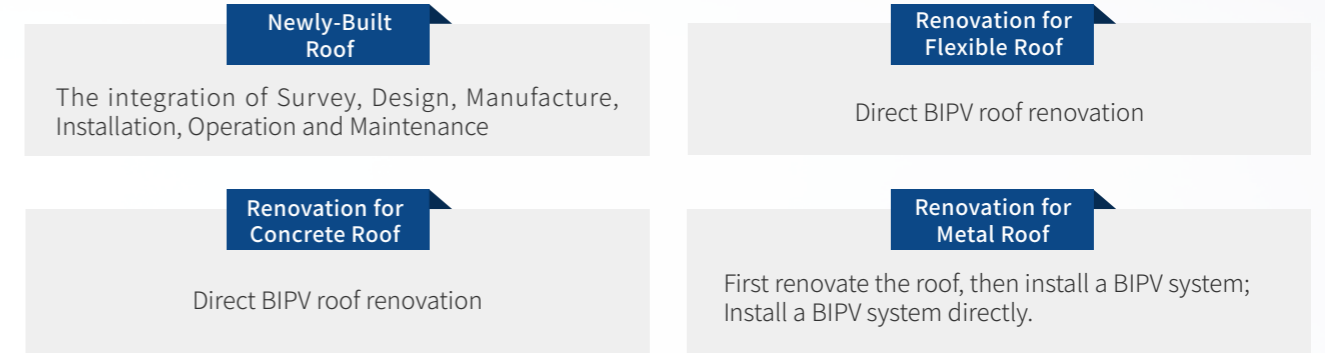 Newly-Built
Roof
The integration of Survey, Design, Manufacture,
Installation, Operation and Maintenance
Renovation for
Flexible Roof
Direct BIPV roof renovation
Renovation for
Concrete Roof
Direct BIPV roof renovation
Renovation for
Metal Roof
First renovate the roof, then install a BIPV system;
Install a BIPV system directly.